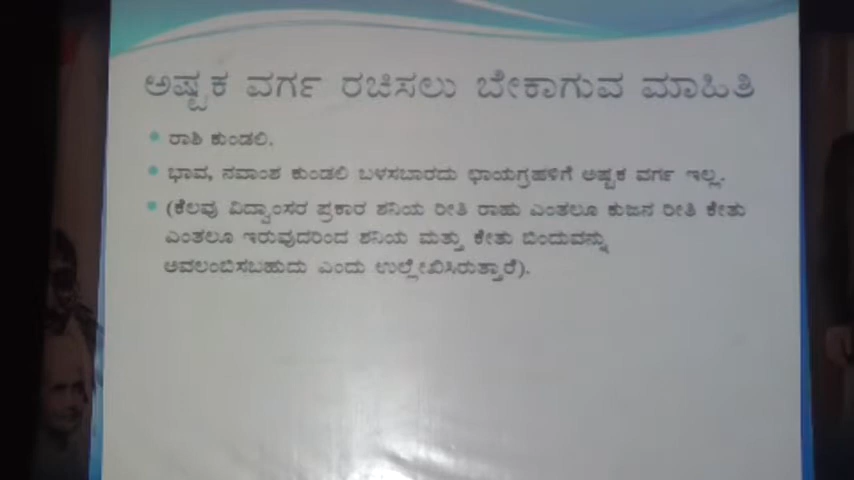 ಅಷ್ಟಕ ವರ್ಗ ರಚಿಸಲು ಬೇಕಾಗುವ ಮಾಹಿತಿ
ರಾಶಿ ಕುಂಡಲಿ.
ಭಾವ, ನವಾಂಶ ಕುಂಡಲಿ ಬಳಸಬಾರದು ಛಾಯಗ್ರಹಳಿಗೆ ಅಷ್ಟಕ ವರ್ಗ ಇಲ್ಲ.
(ಕೆಲವು ವಿದ್ವಾಂಸರ ಪ್ರಕಾರ ಶನಿಯ ರೀತಿ ರಾಹು ಎಂತಲೂ ಕುಜನ ರೀತಿ ಕೇತು
ಎಂತಲೂ ಇರುವುದರಿಂದ ಶನಿಯ ಮತ್ತು ಕೇತು ಬಿಂದುವನ್ನು
ಅವಲಂಬಿಸಬಹುದು ಎಂದು ಉಲ್ಲೇಖಿಸಿರುತ್ತಾರೆ).